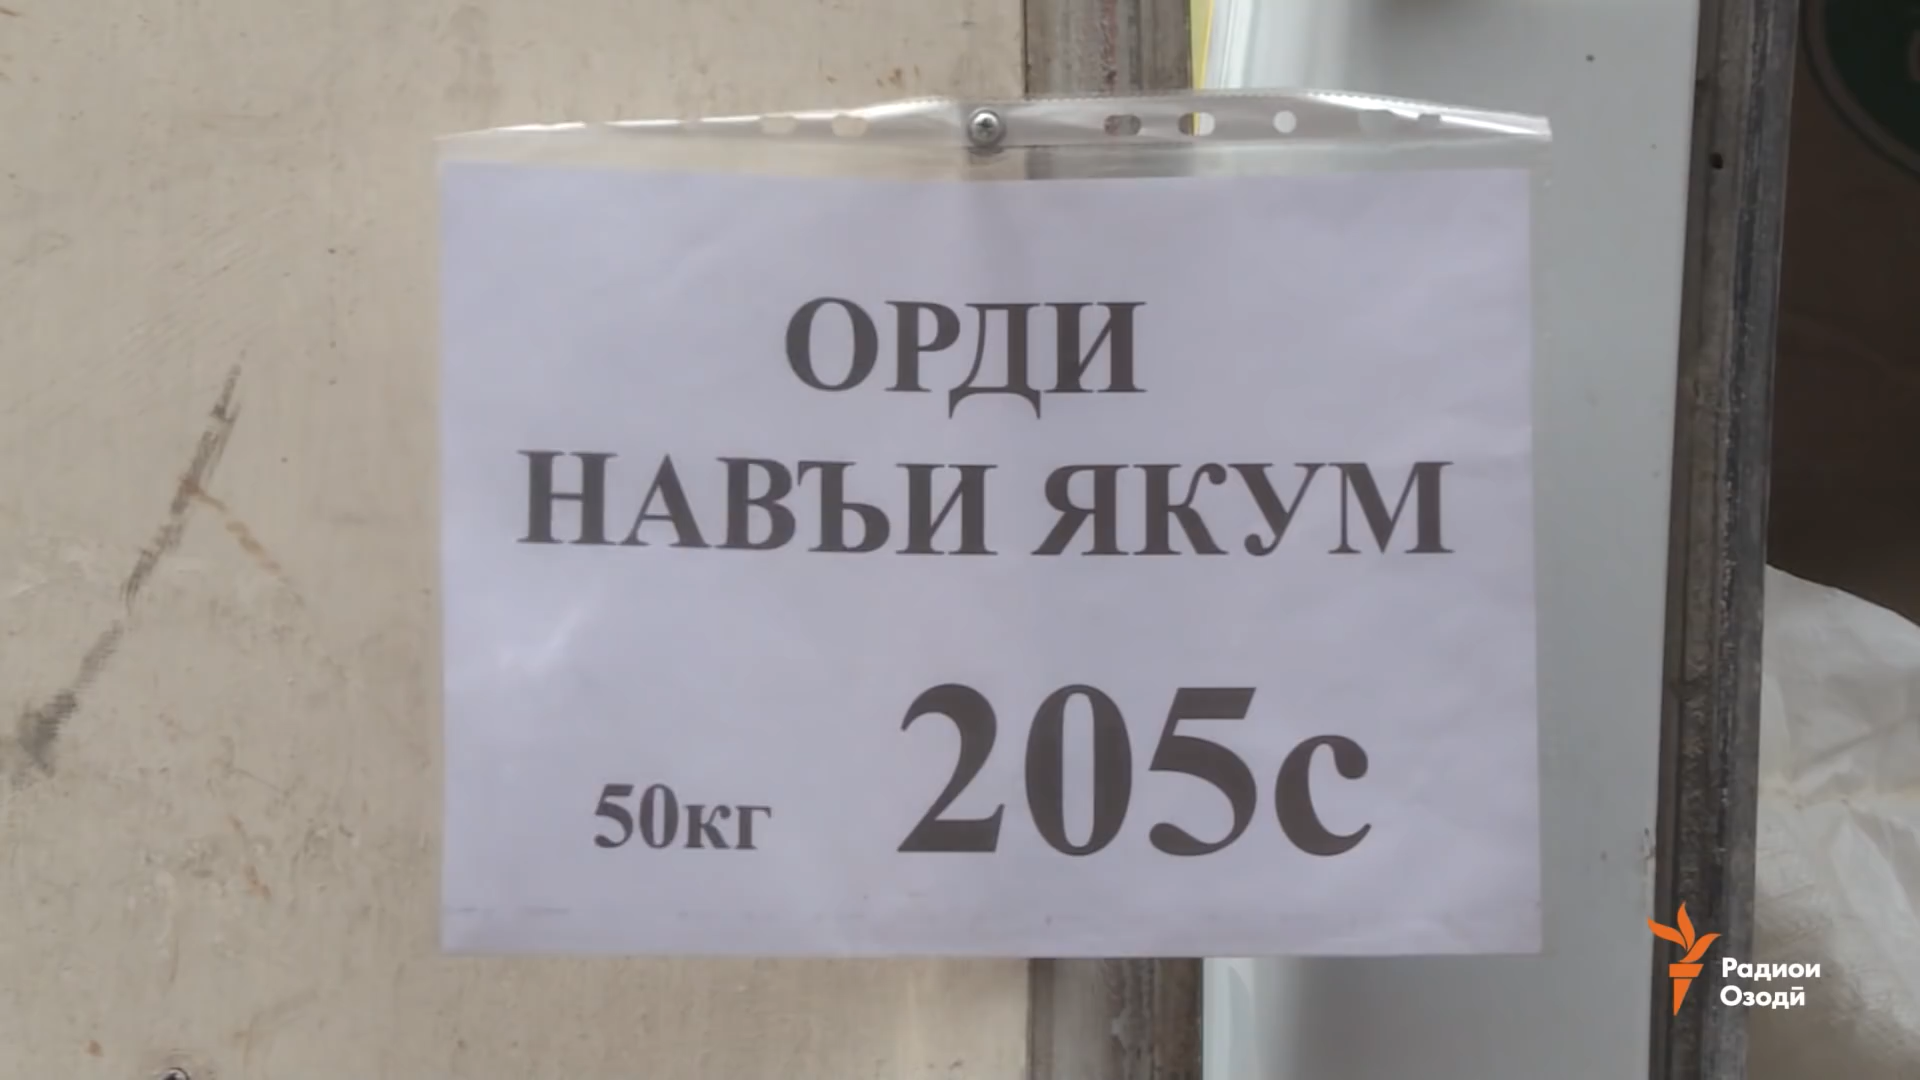 ОРДИ
НАВЪИ ЯКУМ
50кг 205с
Радиои
Озодӣ